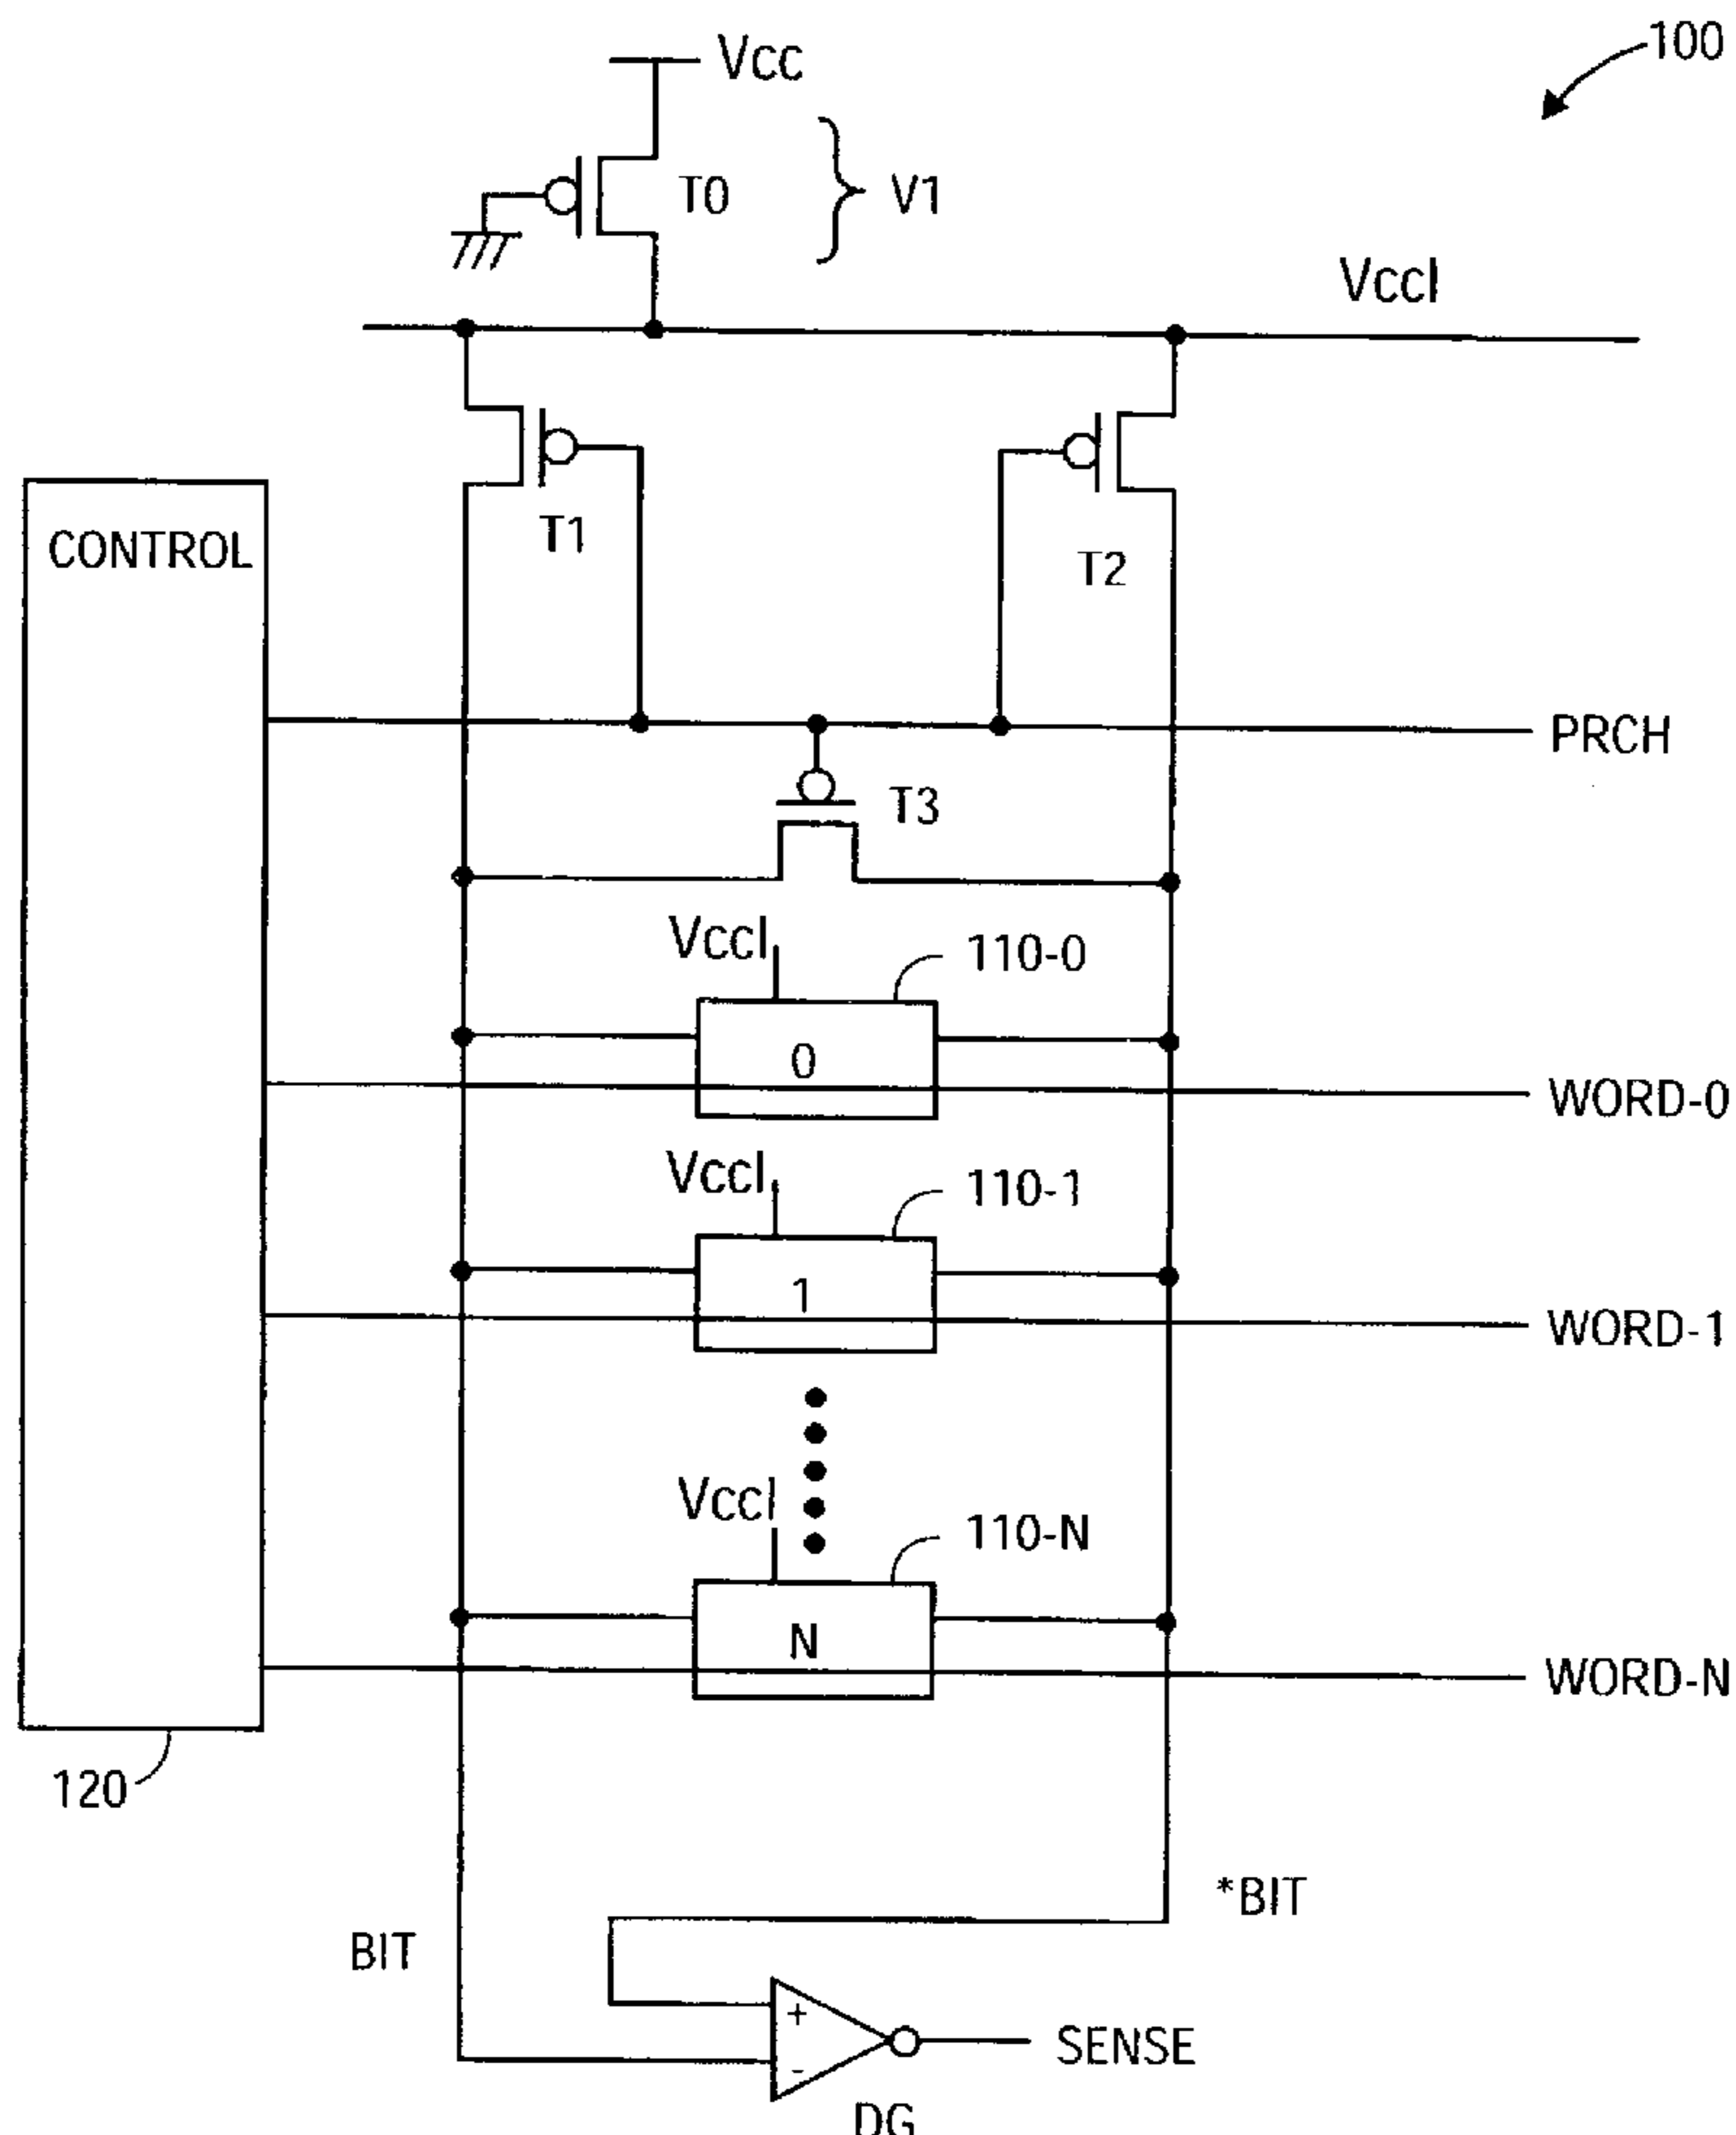 100
Vcc
T0
V1
Vccl
T1
T2
CONTROL
PRCH
T3
Vccl
110-0
0
WORD-0
Vccl
110-1
1
WORD-1
Vccl
110-N
N
WORD-N
120
*BIT
BIT
+
-
SENSE
DG